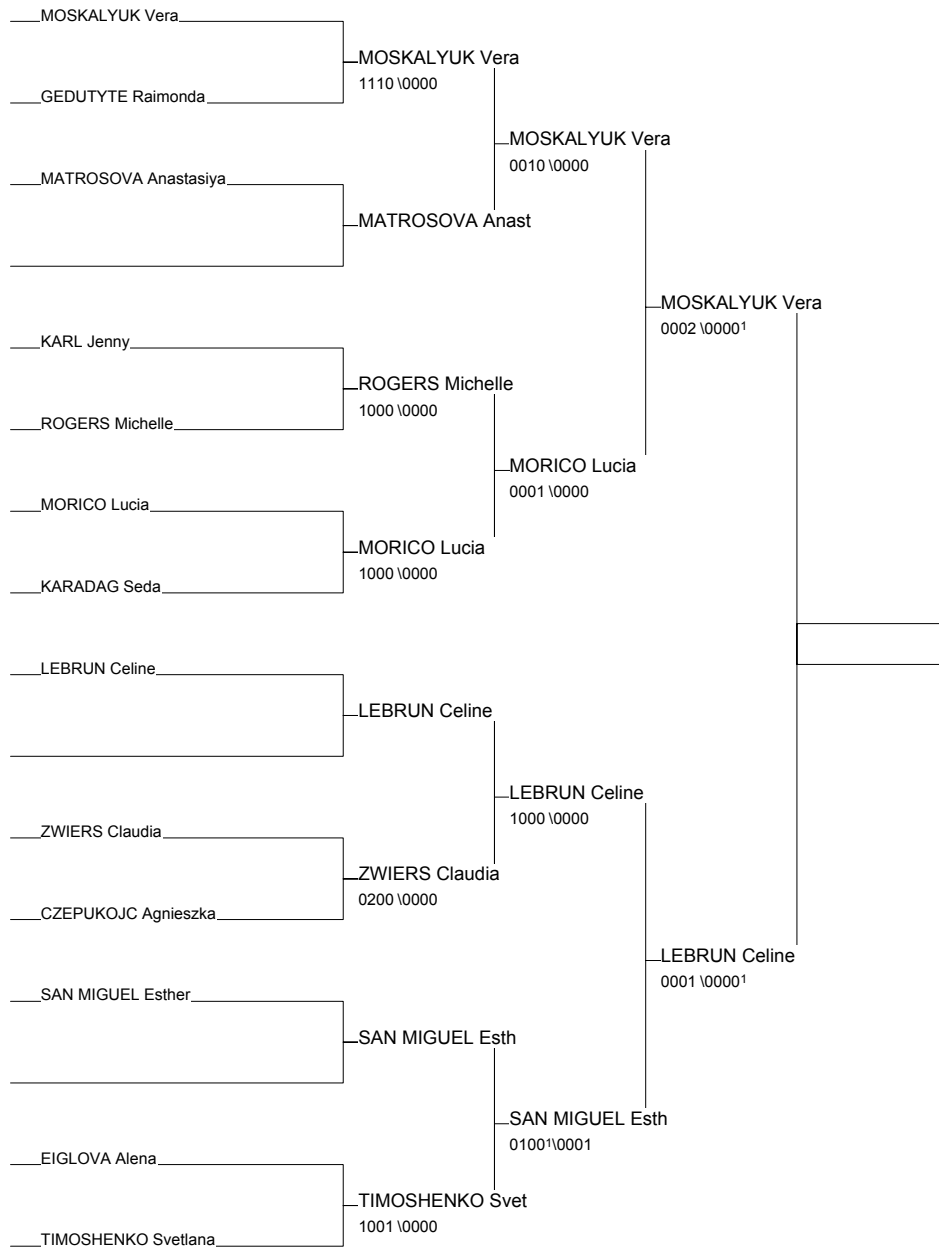 MOSKALYUK Vera
GEDUTYTE Raimonda
MATROSOVA Anastasiya
KARL Jenny
ROGERS Michelle
MORICO Lucia
KARADAG Seda
LEBRUN Celine
ZWIERS Claudia
CZEPUKOJC Agnieszka
SAN MIGUEL Esther
EIGLOVA Alena
TIMOSHENKO Svetlana
MOSKALYUK Vera
1110 \0000
MATROSOVA Anast
ROGERS Michelle
1000 \0000
MORICO Lucia
1000 \0000
LEBRUN Celine
ZWIERS Claudia
0200 \0000
SAN MIGUEL Esth
TIMOSHENKO Svet
1001 \0000
MOSKALYUK Vera
0010 \0000
MORICO Lucia
0001 \0000
LEBRUN Celine
1000 \0000
SAN MIGUEL Esth
0100¹\0001
MOSKALYUK Vera
0002 \0000¹
LEBRUN Celine
0001 \0000¹